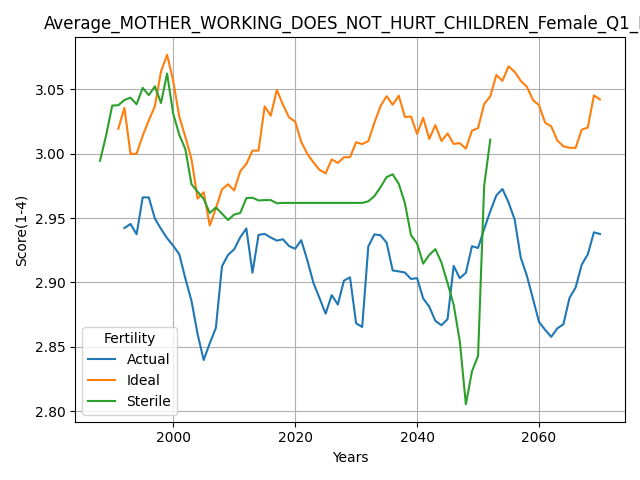 Average_MOTHER_WORKING_DOES_NOT_HURT_CHILDREN_Female_Q1_
Score(1-4)
3.05
3.00
2.95
2.90
2.85
2.80
Fertility
Actual
Ideal
Sterile
2000
2020
2040
2060
Years